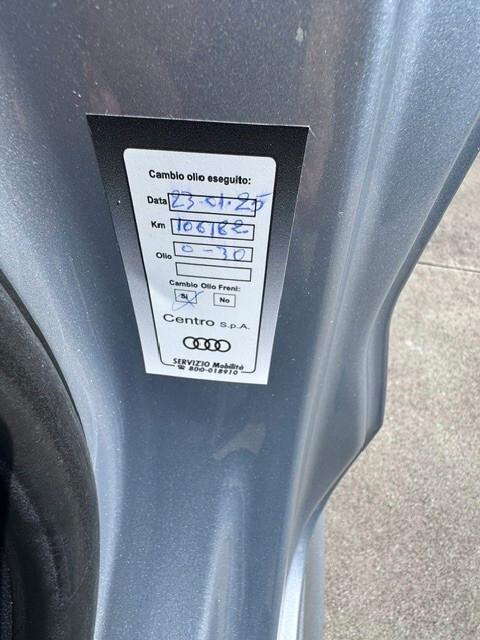 Cambio olio eseguito:
Data 23-01-25
Km 106182
Olio 0-30
Cambio Olio Freni:
Si No
Centro S.p.A.
SERVIZIO Mobilità
☎ 800-018910